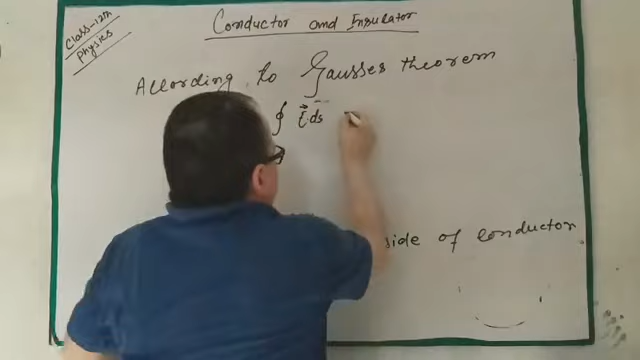 Class-12th
Physics
Conductor and Insulator
According to Gausses theorem
∮ E⃗.ds
side of conductor